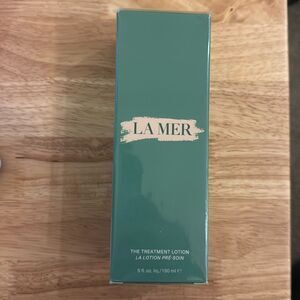 LA MER
THE TREATMENT LOTION
LA LOTION PRÉ-SOIN
5 fl. oz. liq./150 ml ℮